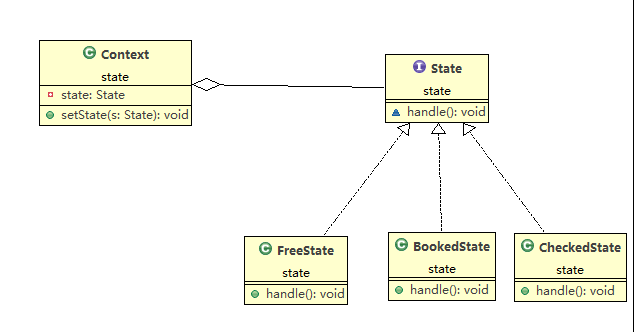 Context
state
state: State
setState(s: State): void
State
state
handle(): void
FreeState
state
handle(): void
BookedState
state
handle(): void
CheckedState
state
handle(): void